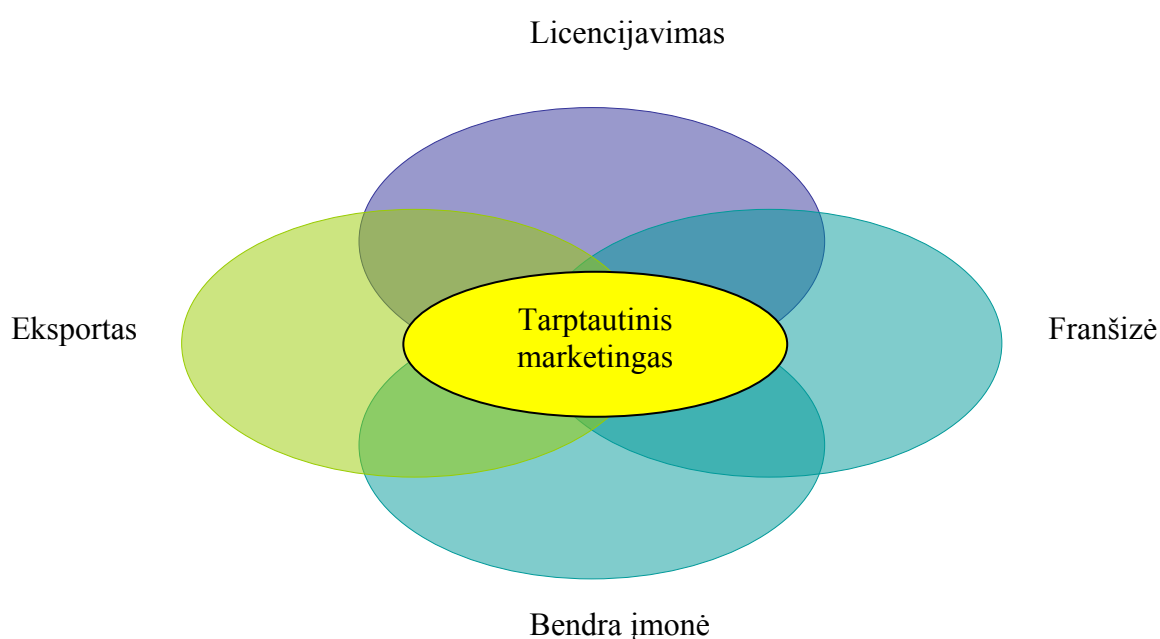 Licencijavimas
Eksportas
Tarptautinis
marketingas
Franšizė
Bendra įmonė